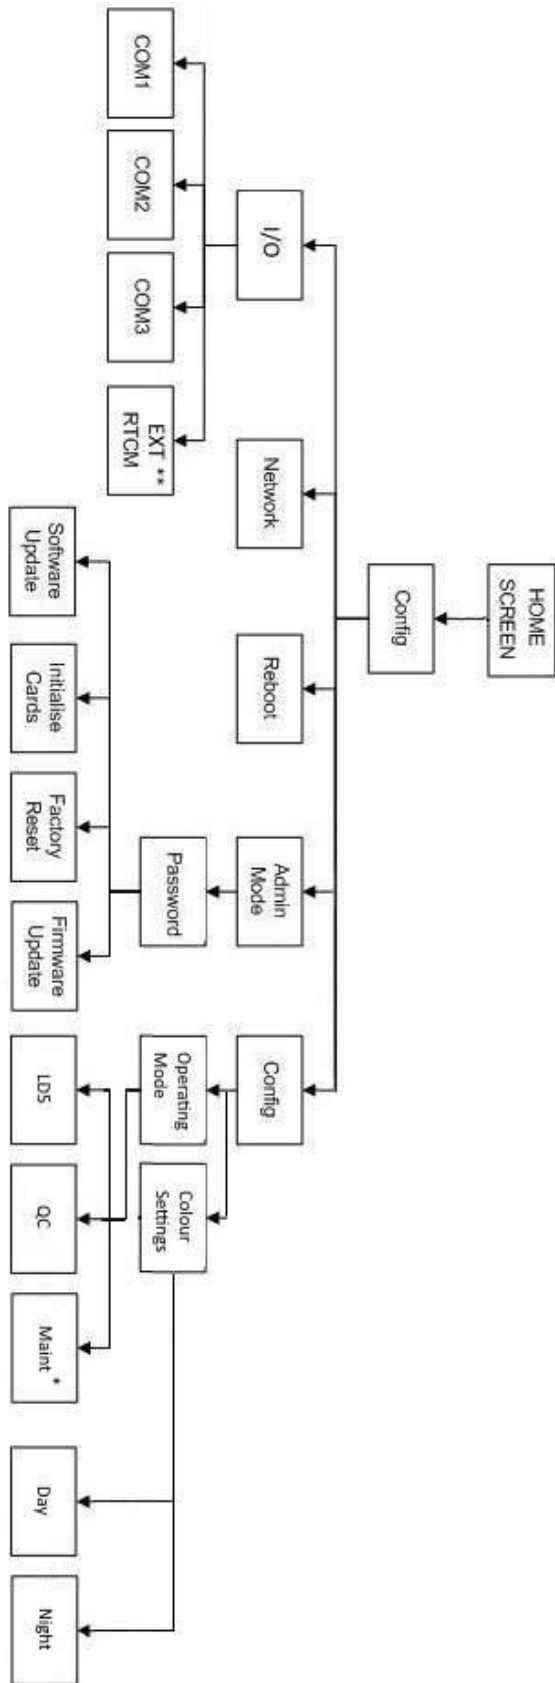 HOME
SCREEN
Config
I/O
Network
Reboot
Admin
Mode
Config
COM1
COM2
COM3
EXT **
RTCM
Password
Operating
Mode
Colour
Settings
Software
Update
Initialise
Cards
Factory
Reset
Firmware
Update
LD5
QC
Maint *
Day
Night